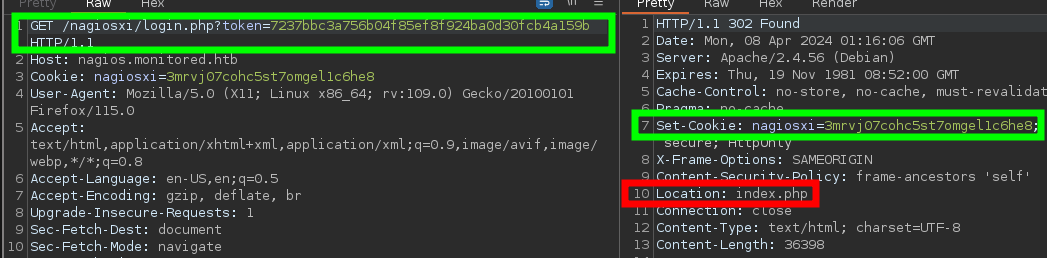 Raw
Hex
\n
1 GET /nagiosxi/login.php?token=7237bbc3a756b04f85ef8f924ba0d30fcb4a159b
HTTP/1.1
2 Host: nagios.monitored.htb
3 Cookie: nagiosxi=3mrvj07cohc5st7omgel1c6he8
4 User-Agent: Mozilla/5.0 (X11; Linux x86_64; rv:109.0) Gecko/20100101
Firefox/115.0
5 Accept:
text/html,application/xhtml+xml,application/xml;q=0.9,image/avif,image/
webp,*/*;q=0.8
6 Accept-Language: en-US,en;q=0.5
7 Accept-Encoding: gzip, deflate, br
8 Upgrade-Insecure-Requests: 1
9 Sec-Fetch-Dest: document
10 Sec-Fetch-Mode: navigate
Pretty
Raw
Hex
Render
1 HTTP/1.1 302 Found
2 Date: Mon, 08 Apr 2024 01:16:06 GMT
3 Server: Apache/2.4.56 (Debian)
4 Expires: Thu, 19 Nov 1981 08:52:00 GMT
5 Cache-Control: no-store, no-cache, must-revalidat
6 Pragma: no-cache
7 Set-Cookie: nagiosxi=3mrvj07cohc5st7omgel1c6he8;
secure; HttpOnly
8 X-Frame-Options: SAMEORIGIN
9 Content-Security-Policy: frame-ancestors 'self'
10 Location: index.php
11 Connection: close
12 Content-Type: text/html; charset=UTF-8
13 Content-Length: 36398